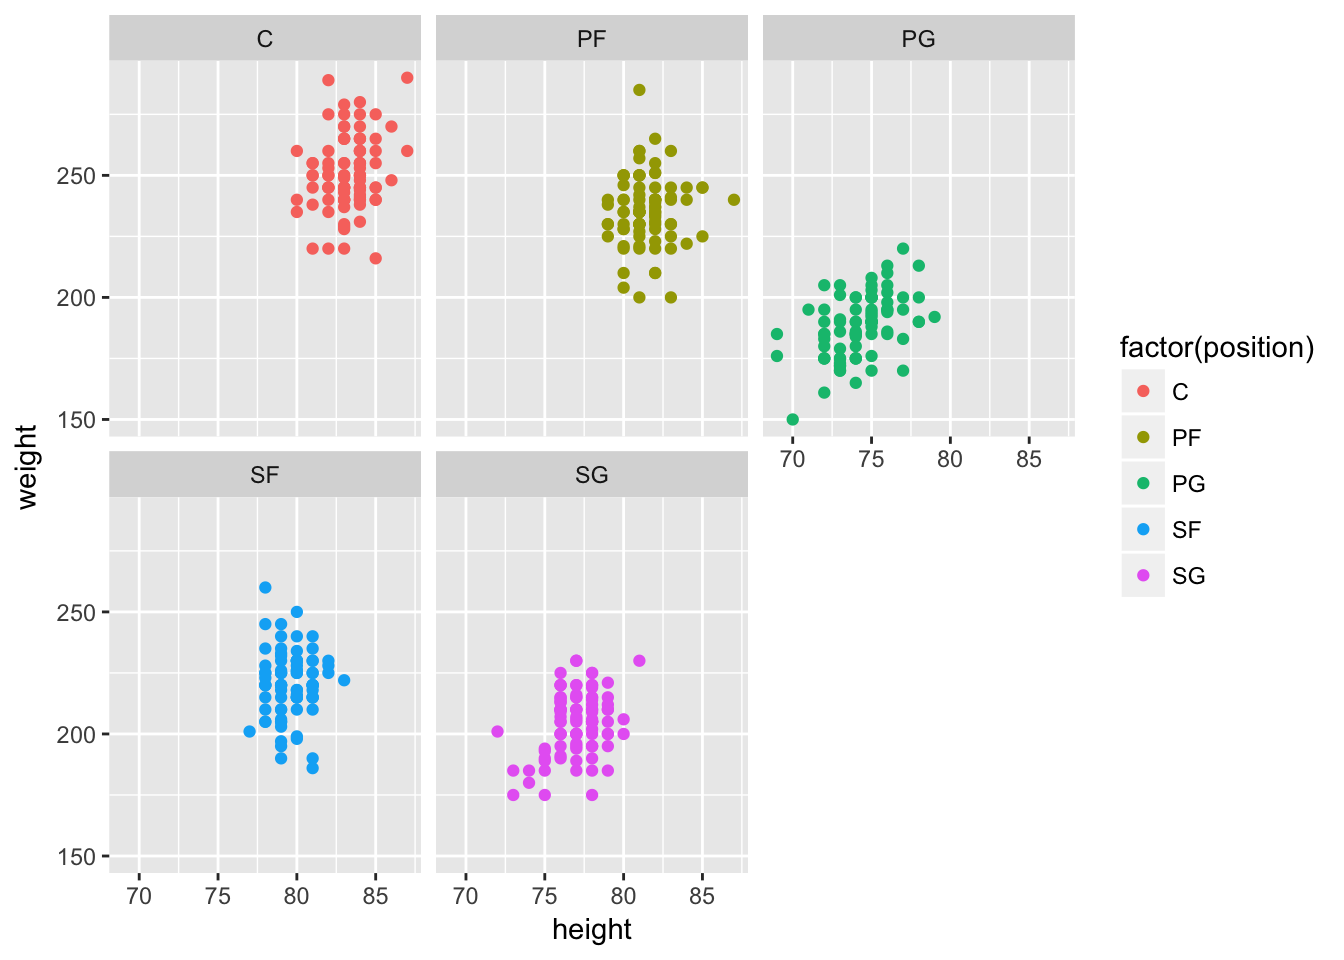 C PF PG
250
200
150
70 75 80 85
SF SG
250
200
150
70 75 80 85 70 75 80 85
height
weight
factor(position)
C
PF
PG
SF
SG